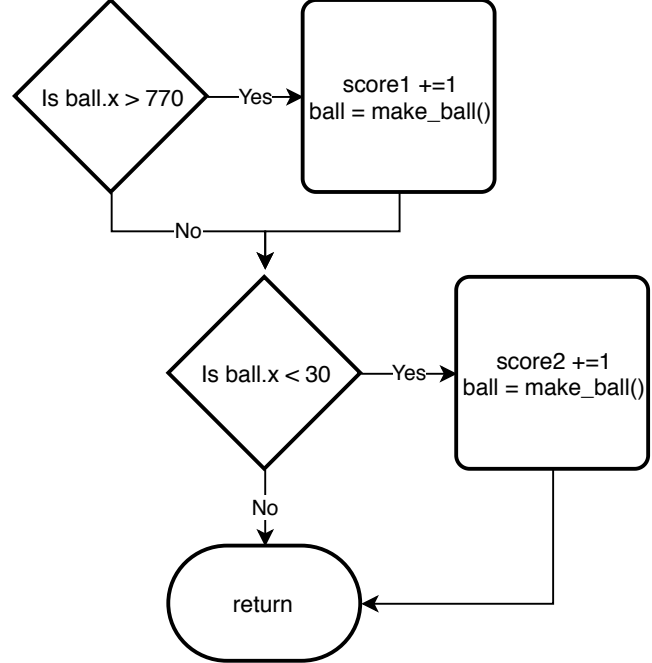 Is ball.x > 770
Yes
score1 +=1
ball = make_ball()
No
Is ball.x < 30
Yes
score2 +=1
ball = make_ball()
No
return